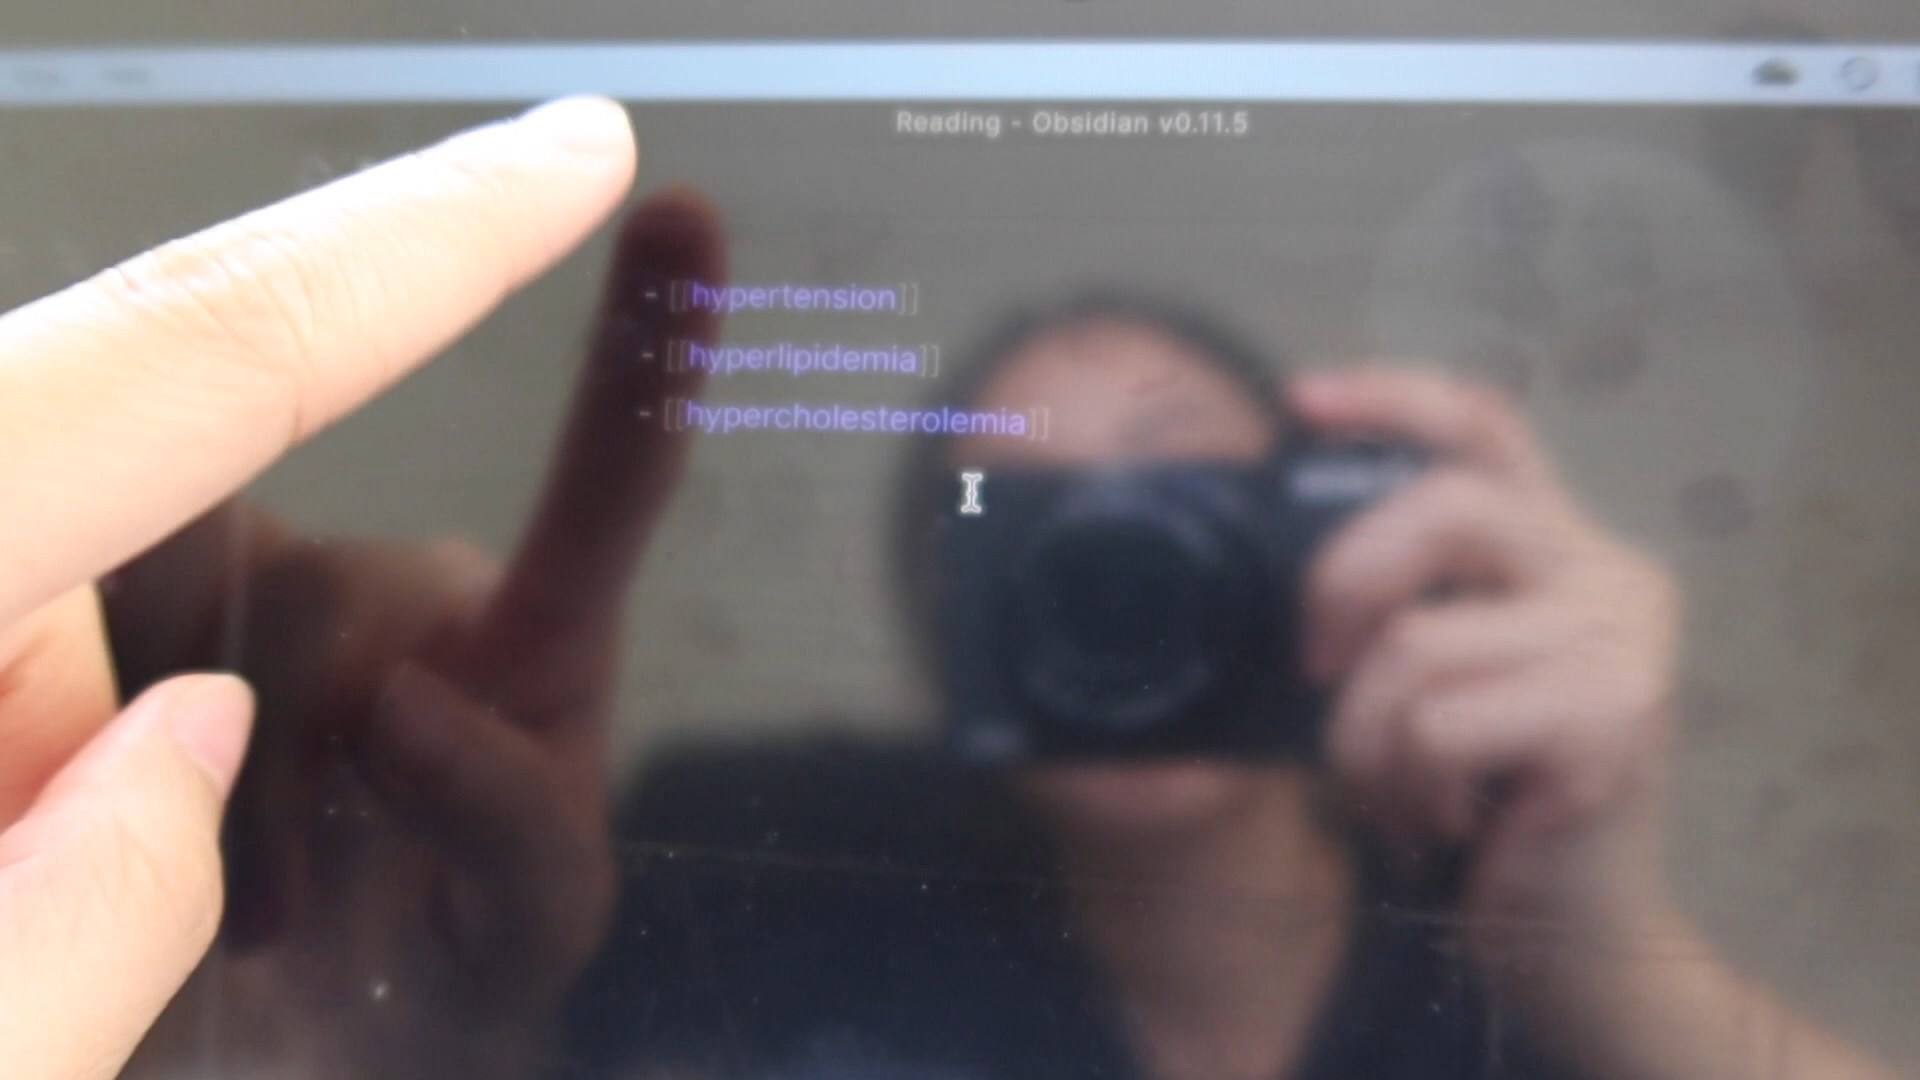 Reading - Obsidian v0.11.5
- [[hypertension]]
- [[hyperlipidemia]]
- [[hypercholesterolemia]]